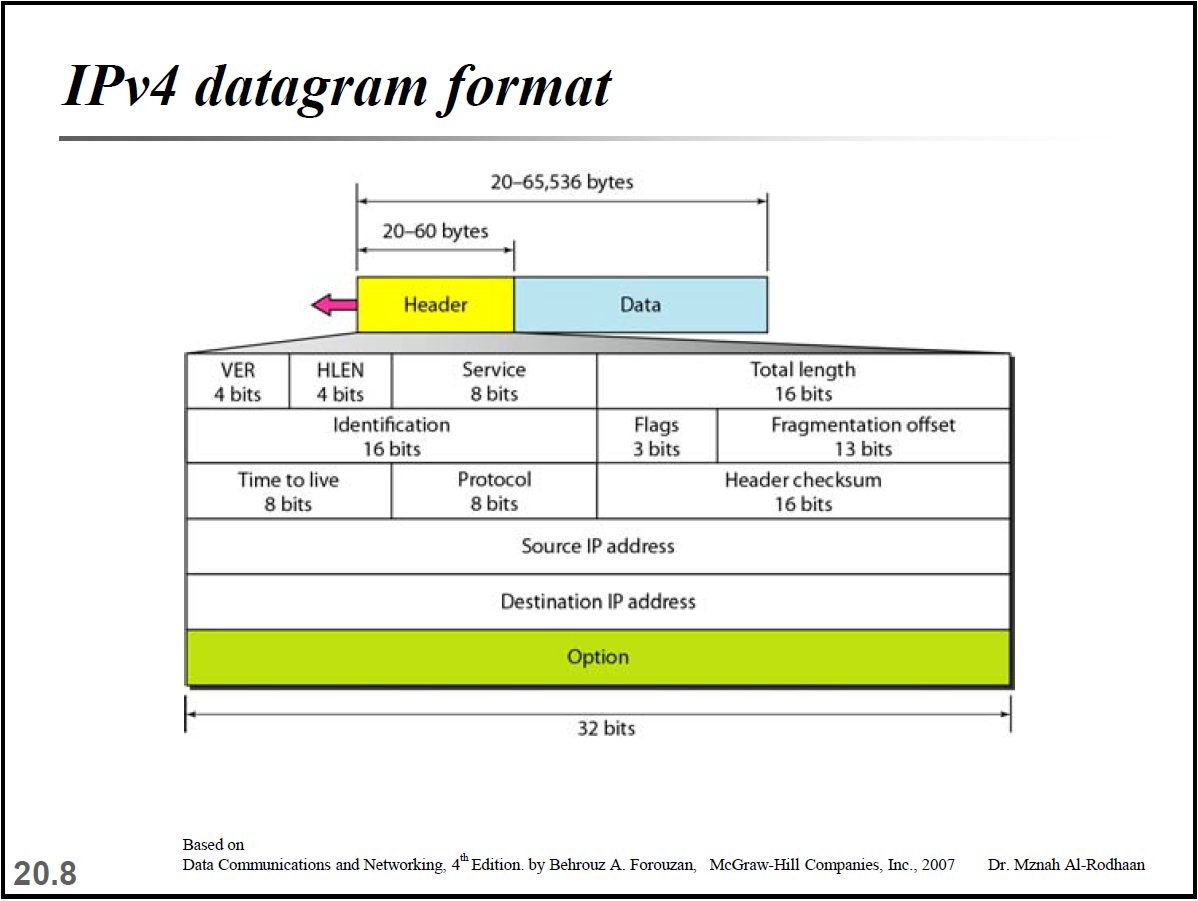 IPv4 datagram format
20–65,536 bytes
20–60 bytes
Header Data
VER HLEN Service Total length
4 bits 4 bits 8 bits 16 bits
Identification Flags Fragmentation offset
16 bits 3 bits 13 bits
Time to live Protocol Header checksum
8 bits 8 bits 16 bits
Source IP address
Destination IP address
Option
32 bits
Based on
Data Communications and Networking, 4th Edition. by Behrouz A. Forouzan, McGraw-Hill Companies, Inc., 2007 Dr. Mznah Al-Rodhaan
20.8